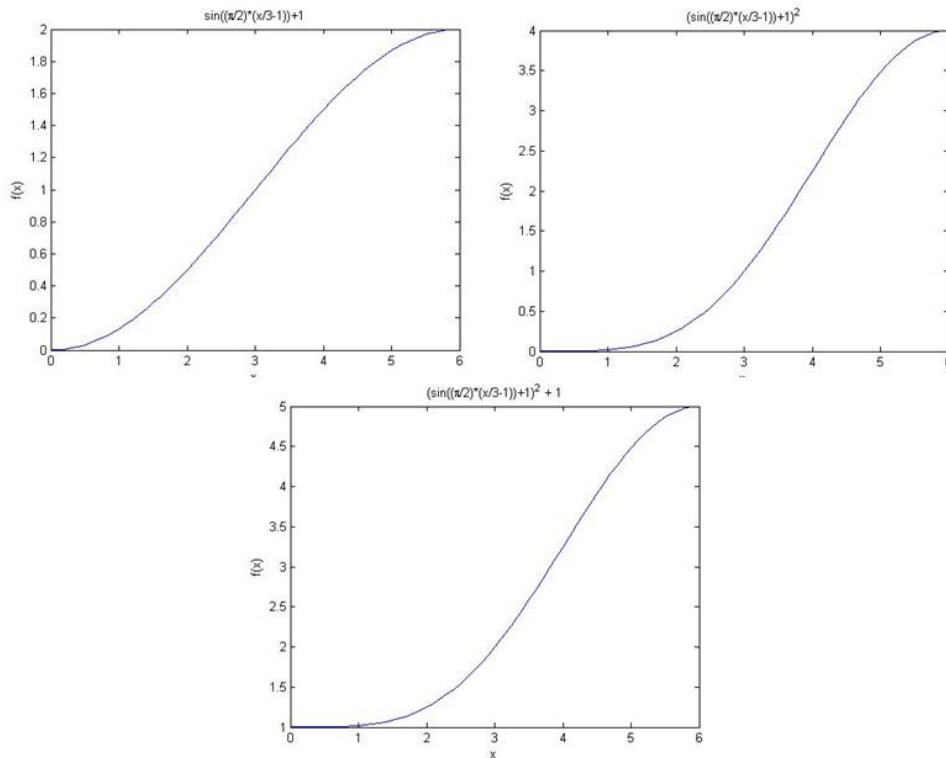 sin((π/2)*(x/3-1))+1
2
1.8
1.6
1.4
1.2
1
0.8
0.6
0.4
0.2
0
f(x)
0 1 2 3 4 5 6
(sin((π/2)*(x/3-1))+1)²
4
3.5
3
2.5
2
1.5
1
0.5
0
f(x)
0 1 2 3 4 5
(sin((π/2)*(x/3-1))+1)² + 1
5
4.5
4
3.5
3
2.5
2
1.5
1
f(x)
0 1 2 3 4 5 6
x